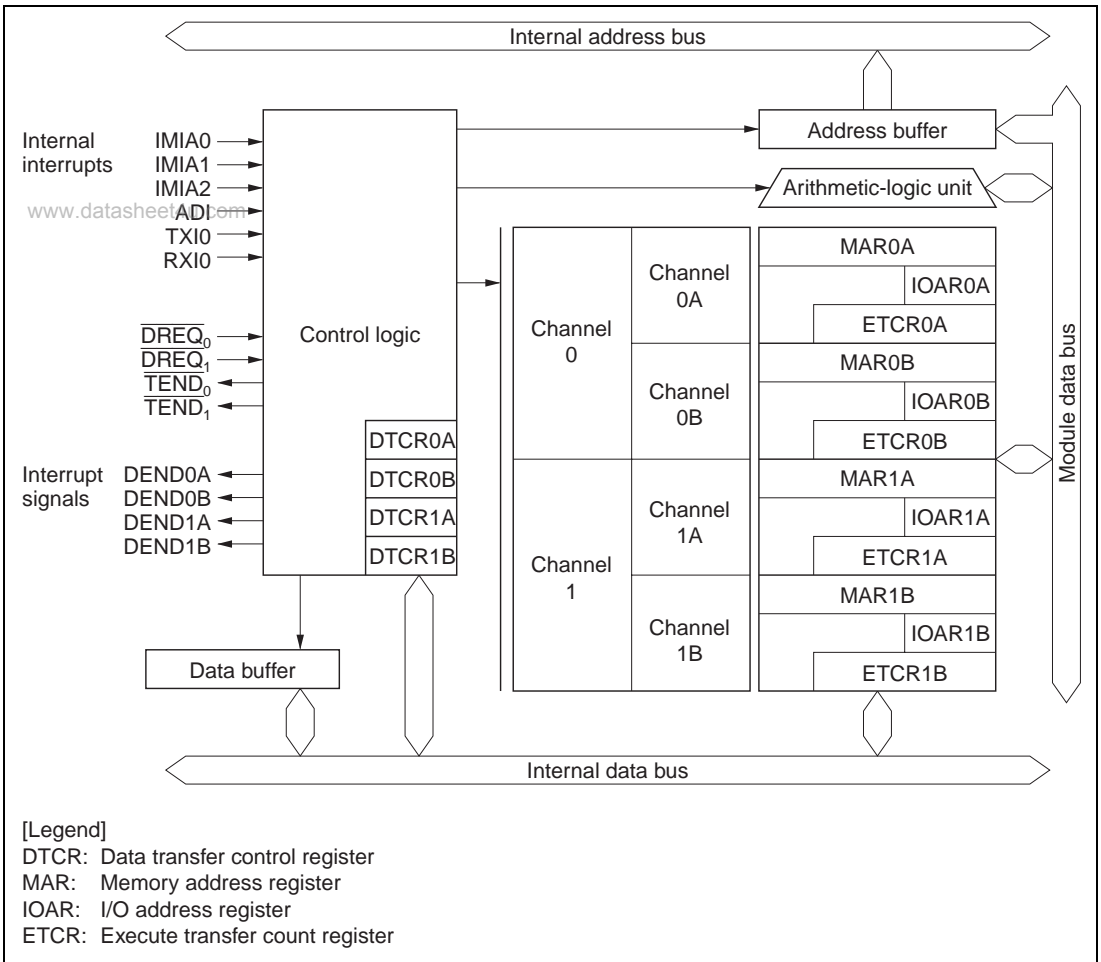 Internal address bus
Address buffer
Arithmetic-logic unit
Internal
interrupts
IMIA0
IMIA1
IMIA2
ADI
TXI0
RXI0
www.datasheet4u.com
DREQ0
DREQ1
TEND0
TEND1
Interrupt
signals
DEND0A
DEND0B
DEND1A
DEND1B
Control logic
DTCR0A
DTCR0B
DTCR1A
DTCR1B
Data buffer
Channel
0
Channel
1
Channel
0A
Channel
0B
Channel
1A
Channel
1B
MAR0A
IOAR0A
ETCR0A
MAR0B
IOAR0B
ETCR0B
MAR1A
IOAR1A
ETCR1A
MAR1B
IOAR1B
ETCR1B
Module data bus
Internal data bus
[Legend]
DTCR: Data transfer control register
MAR: Memory address register
IOAR: I/O address register
ETCR: Execute transfer count register